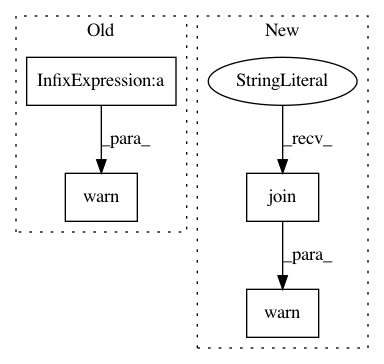 Old
New
InfixExpression:a
StringLiteral
_para_
_recv_
warn
join
_para_
warn